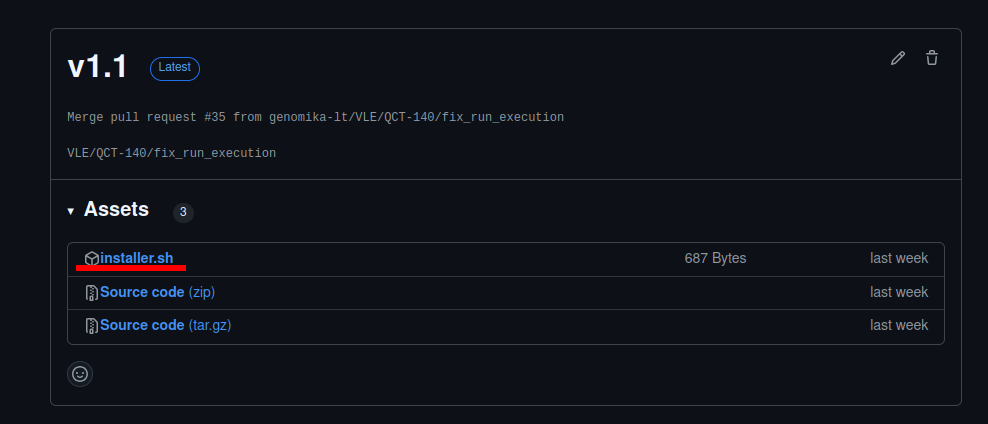 v1.1 Latest
Merge pull request #35 from genomika-lt/VLE/QCT-140/fix_run_execution
VLE/QCT-140/fix_run_execution
Assets 3
installer.sh 687 Bytes last week
Source code (zip) last week
Source code (tar.gz) last week